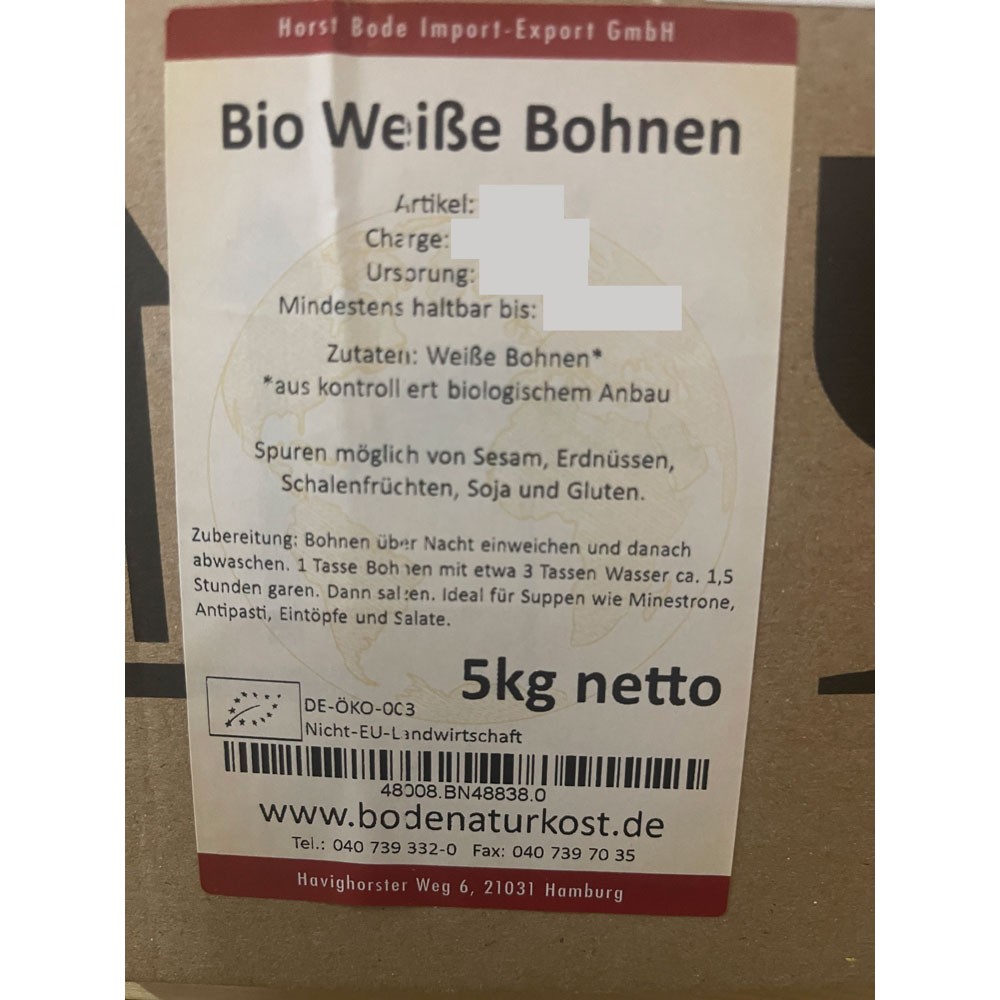 Horst Bode Import-Export GmbH
Bio Weiße Bohnen
Artikel:
Charge:
Ursprung:
Mindestens haltbar bis:
Zutaten: Weiße Bohnen*
*aus kontrolliert biologischem Anbau
Spuren möglich von Sesam, Erdnüssen,
Schalenfrüchten, Soja und Gluten.
Zubereitung: Bohnen über Nacht einweichen und danach
abwaschen. 1 Tasse Bohnen mit etwa 3 Tassen Wasser ca. 1,5
Stunden garen. Dann salzen. Ideal für Suppen wie Minestrone,
Antipasti, Eintöpfe und Salate.
5kg netto
DE-ÖKO-003
Nicht-EU-Landwirtschaft
48008.BN48838.0
www.bodenaturkost.de
Tel.: 040 739 332-0 Fax: 040 739 70 35
Havighorster Weg 6, 21031 Hamburg